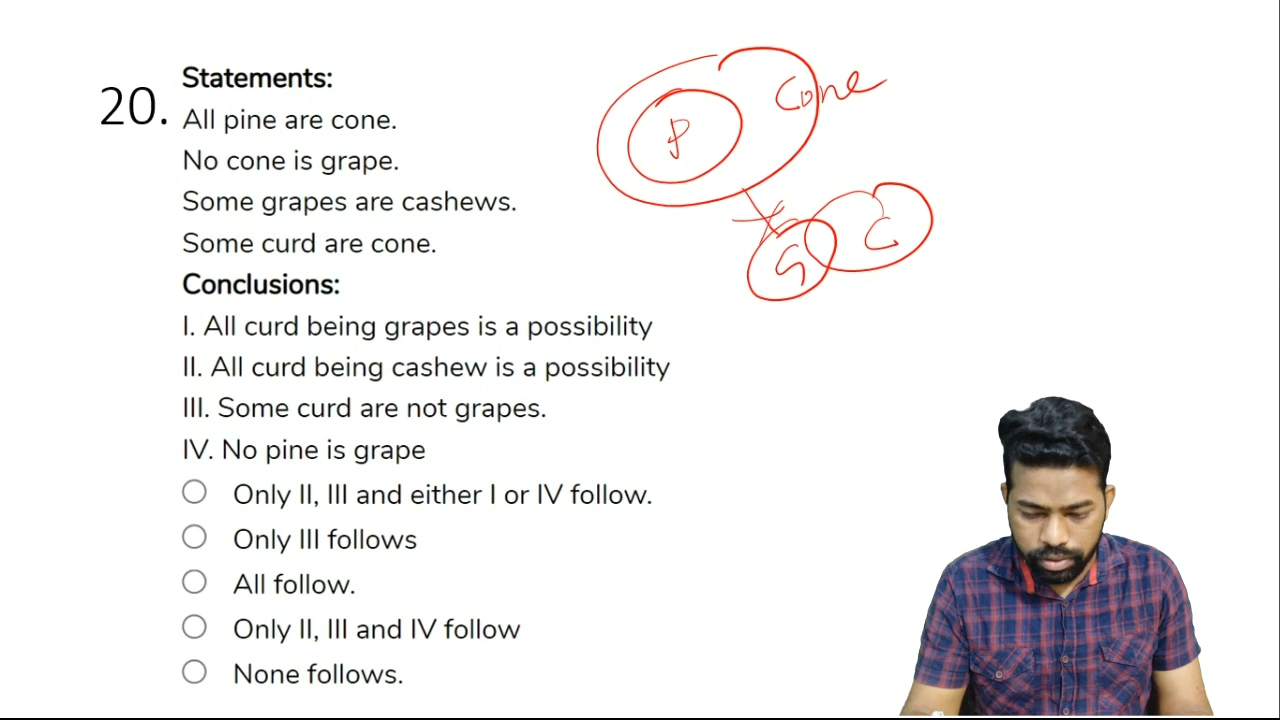 20.
Statements:
All pine are cone.
No cone is grape.
Some grapes are cashews.
Some curd are cone.
Conclusions:
I. All curd being grapes is a possibility
II. All curd being cashew is a possibility
III. Some curd are not grapes.
IV. No pine is grape
Only II, III and either I or IV follow.
Only III follows
All follow.
Only II, III and IV follow
None follows.
P
Cone
G
C